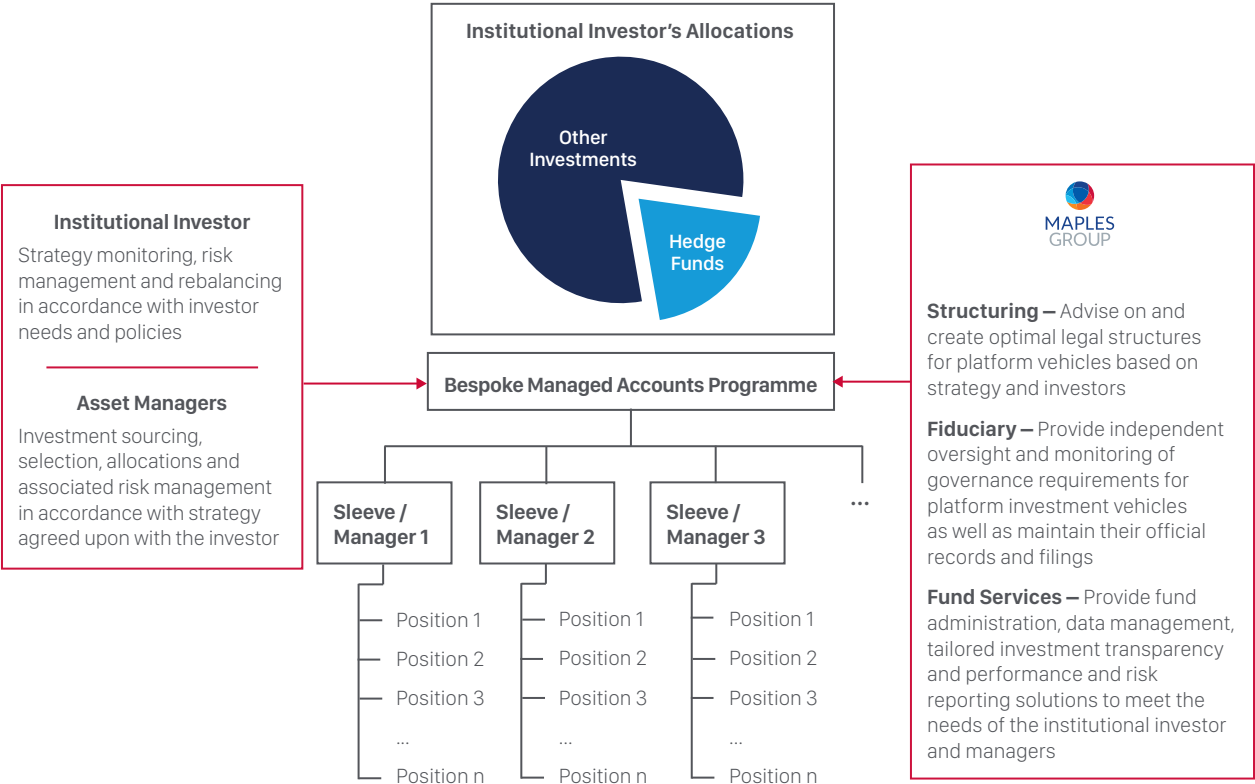 Institutional Investor's Allocations
Other
Investments
Hedge
Funds
Institutional Investor
Strategy monitoring, risk
management and rebalancing
in accordance with investor
needs and policies
Asset Managers
Investment sourcing,
selection, allocations and
associated risk management
in accordance with strategy
agreed upon with the investor
Bespoke Managed Accounts Programme
Sleeve /
Manager 1
Position 1
Position 2
Position 3
...
Position n
Sleeve /
Manager 2
Position 1
Position 2
Position 3
...
Position n
Sleeve /
Manager 3
Position 1
Position 2
Position 3
...
Position n
...
MAPLES
GROUP
Structuring – Advise on and
create optimal legal structures
for platform vehicles based on
strategy and investors
Fiduciary – Provide independent
oversight and monitoring of
governance requirements for
platform investment vehicles
as well as maintain their official
records and filings
Fund Services – Provide fund
administration, data management,
tailored investment transparency
and performance and risk
reporting solutions to meet the
needs of the institutional investor
and managers